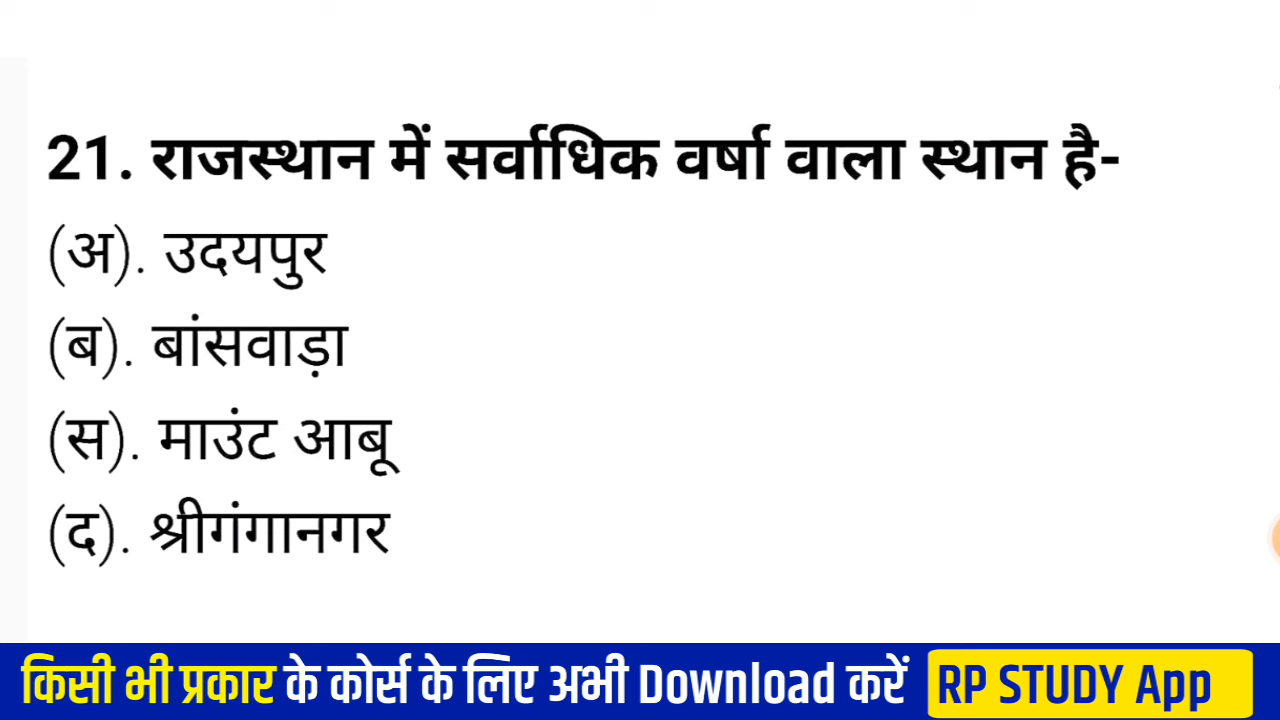 21. राजस्थान में सर्वाधिक वर्षा वाला स्थान है-
(अ). उदयपुर
(ब). बांसवाड़ा
(स). माउंट आबू
(द). श्रीगंगानगर
किसी भी प्रकार के कोर्स के लिए अभी Download करें RP STUDY App